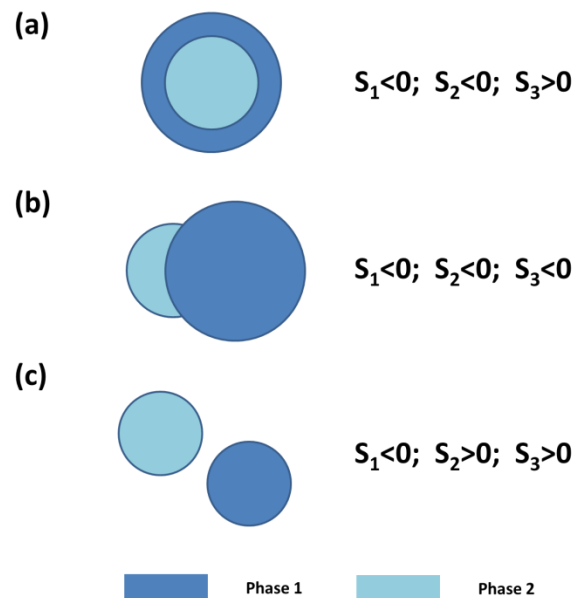 (a)
S₁<0; S₂<0; S₃>0
(b)
S₁<0; S₂<0; S₃<0
(c)
S₁<0; S₂>0; S₃>0
Phase 1 Phase 2